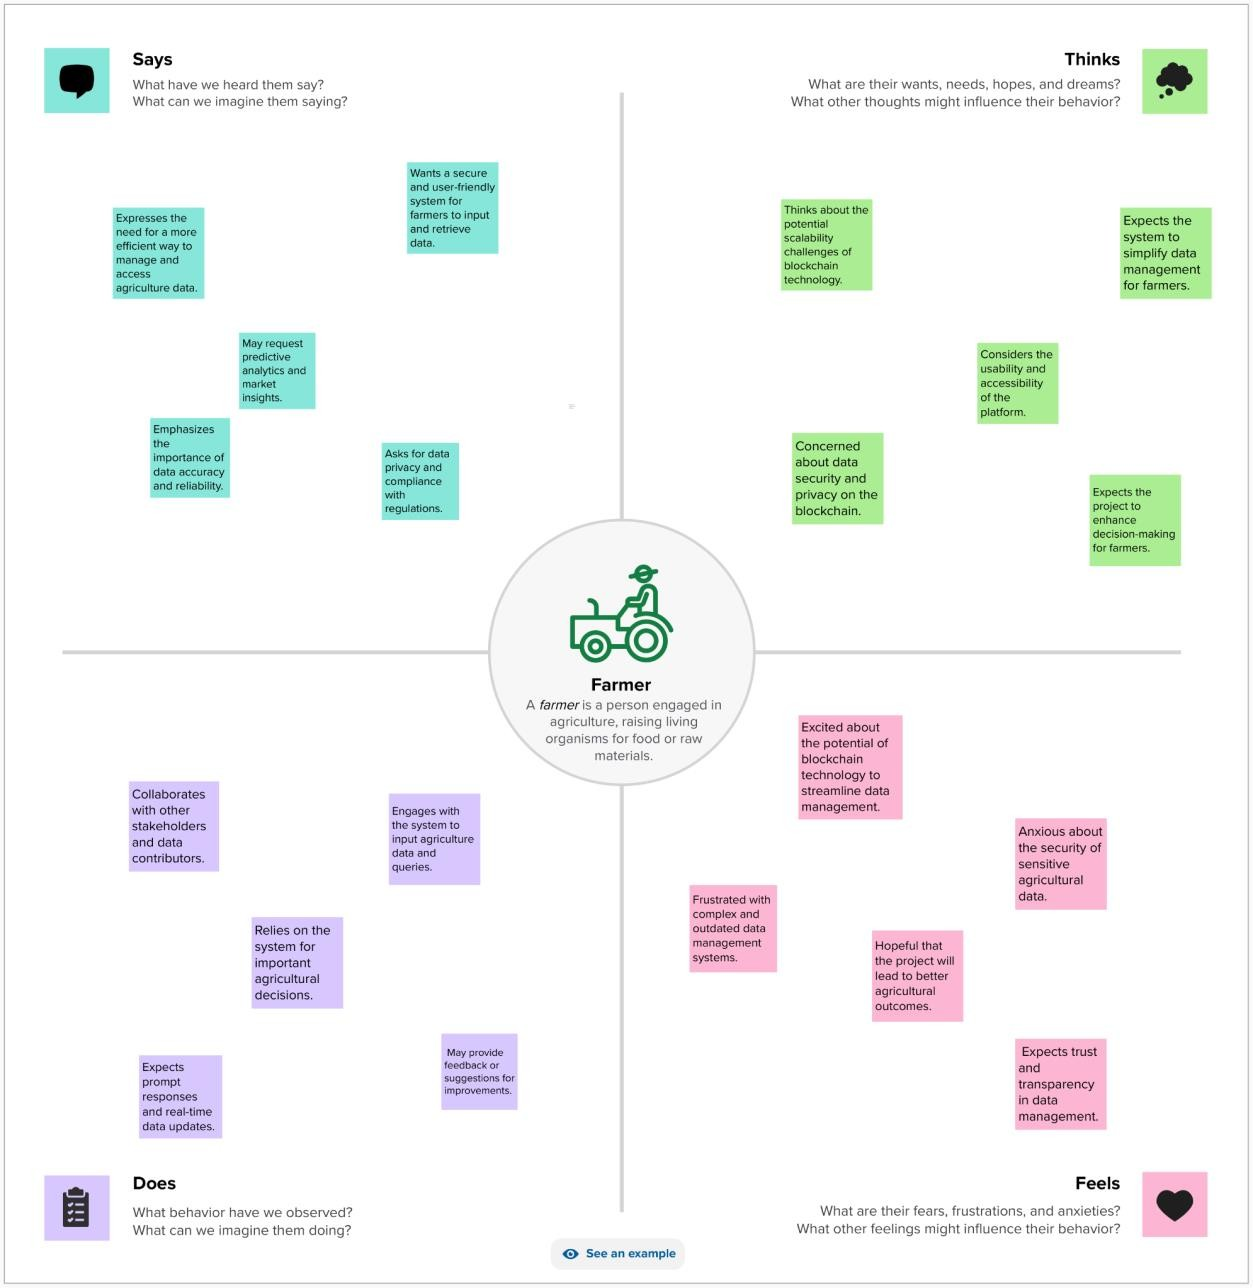 Says
What have we heard them say?
What can we imagine them saying?
Thinks
What are their wants, needs, hopes, and dreams?
What other thoughts might influence their behavior?
Wants a secure
and user-friendly
system for
farmers to input
and retrieve
data.
Expresses the
need for a more
efficient way to
manage and
access
agriculture data.
May request
predictive
analytics and
market
insights.
Emphasizes
the
importance of
data accuracy
and reliability.
Asks for data
privacy and
compliance
with
regulations.
Thinks about the
potential
scalability
challenges of
blockchain
technology.
Expects the
system to
simplify data
management
for farmers.
Considers the
usability and
accessibility
of the
platform.
Concerned
about data
security and
privacy on the
blockchain.
Expects the
project to
enhance
decision-making
for farmers.
Farmer
A farmer is a person engaged in
agriculture, raising living
organisms for food or raw
materials.
Collaborates
with other
stakeholders
and data
contributors.
Engages with
the system to
input agriculture
data and
queries.
Relies on the
system for
important
agricultural
decisions.
Expects
prompt
responses
and real-time
data updates.
May provide
feedback or
suggestions for
improvements.
Excited about
the potential of
blockchain
technology to
streamline data
management.
Anxious about
the security of
sensitive
agricultural
data.
Frustrated with
complex and
outdated data
management
systems.
Hopeful that
the project will
lead to better
agricultural
outcomes.
Expects trust
and
transparency
in data
management.
Does
What behavior have we observed?
What can we imagine them doing?
Feels
What are their fears, frustrations, and anxieties?
What other feelings might influence their behavior?
See an example